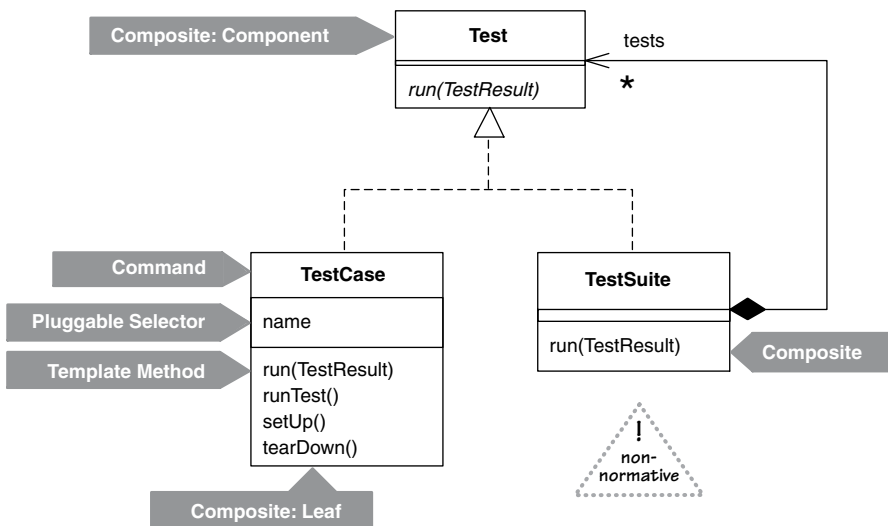 Composite: Component
Test
tests
*
run(TestResult)
Command
TestCase
TestSuite
Pluggable Selector
name
Template Method
run(TestResult)
runTest()
setUp()
tearDown()
run(TestResult)
Composite
!
non-
normative
Composite: Leaf